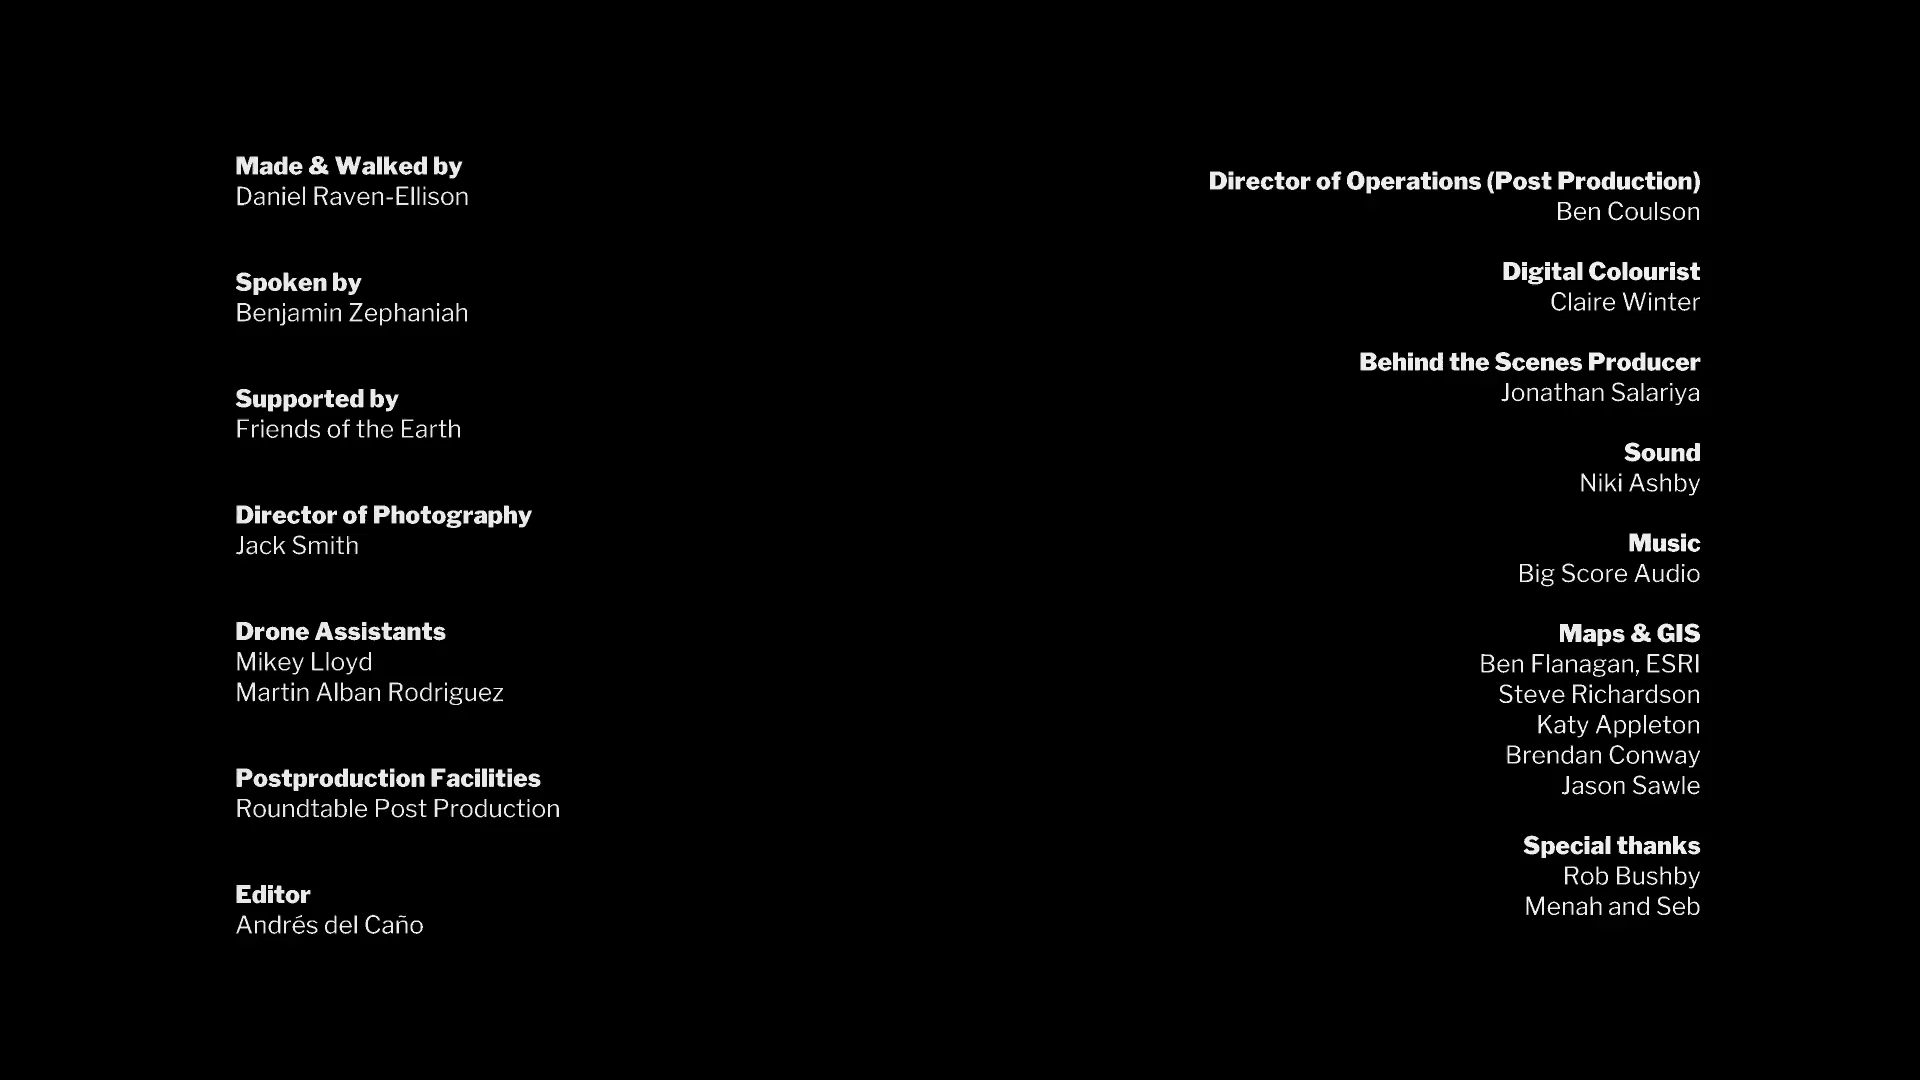 Made & Walked by
Daniel Raven-Ellison
Spoken by
Benjamin Zephaniah
Supported by
Friends of the Earth
Director of Photography
Jack Smith
Drone Assistants
Mikey Lloyd
Martin Alban Rodriguez
Postproduction Facilities
Roundtable Post Production
Editor
Andrés del Caño
Director of Operations (Post Production)
Ben Coulson
Digital Colourist
Claire Winter
Behind the Scenes Producer
Jonathan Salariya
Sound
Niki Ashby
Music
Big Score Audio
Maps & GIS
Ben Flanagan, ESRI
Steve Richardson
Katy Appleton
Brendan Conway
Jason Sawle
Special thanks
Rob Bushby
Menah and Seb